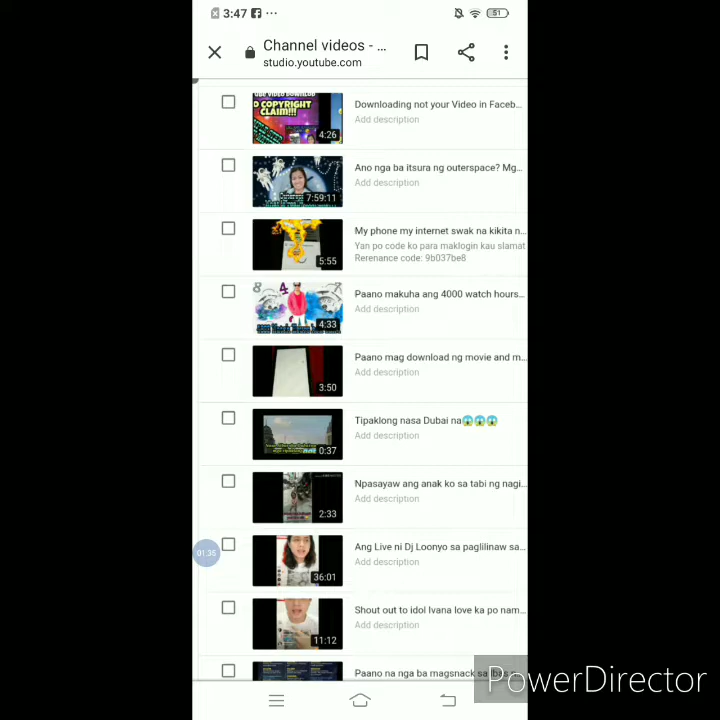 3:47
51
Channel videos - ...
studio.youtube.com
O COPYRIGHT
CLAIM!!!
4:26
Downloading not your Video in Faceb...
Add description
7:59:11
Ano nga ba itsura ng outerspace? Mg...
Add description
5:55
My phone my internet swak na kikita n...
Yan po code ko para maklogin kau slamat
Rerenance code: 9b037be8
4:33
Paano makuha ang 4000 watch hours...
Add description
3:50
Paano mag download ng movie and m...
Add description
0:37
Tipaklong nasa Dubai na😱😱😱
Add description
2:33
Npasayaw ang anak ko sa tabi ng nagi...
Add description
01:36
36:01
Ang Live ni Dj Loonyo sa paglilinaw sa...
Add description
11:12
Shout out to idol Ivana love ka po nam...
Add description
Paano na nga ba magsnack sa Ibas
PowerDirector